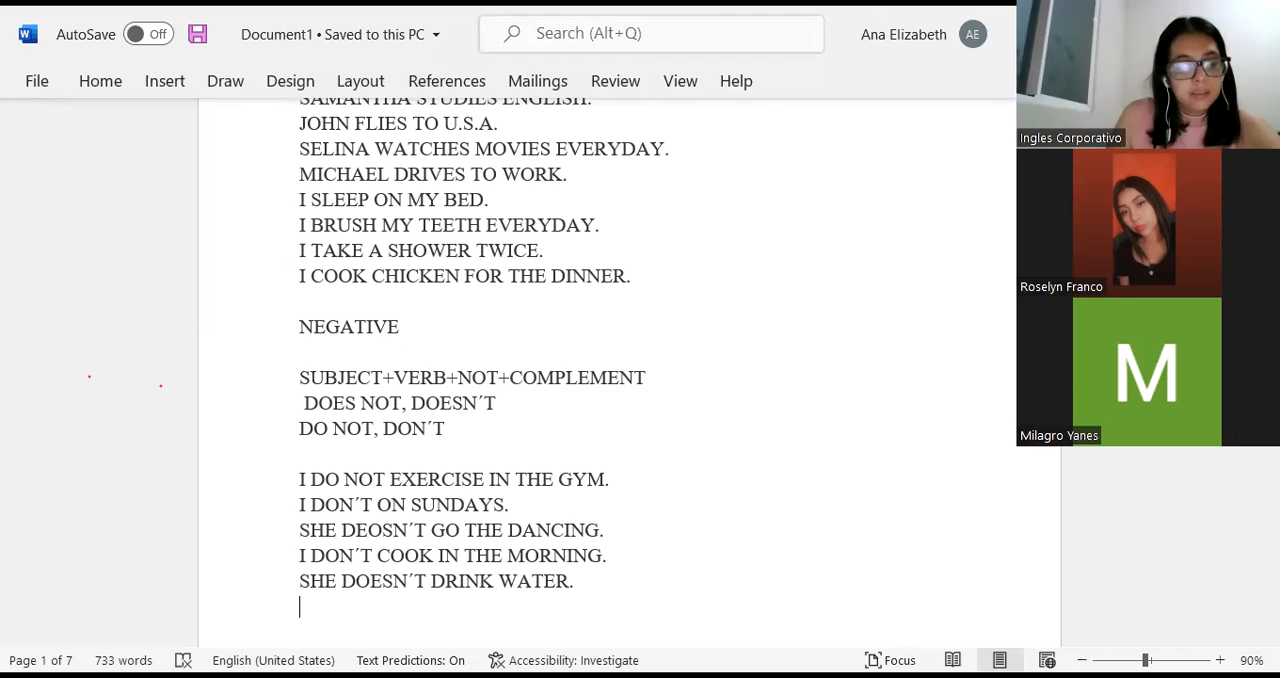 AutoSave Off Document1 • Saved to this PC Search (Alt+Q) Ana Elizabeth AE
File Home Insert Draw Design Layout References Mailings Review View Help
SAMANTHA STUDIES ENGLISH.
JOHN FLIES TO U.S.A.
SELINA WATCHES MOVIES EVERYDAY.
MICHAEL DRIVES TO WORK.
I SLEEP ON MY BED.
I BRUSH MY TEETH EVERYDAY.
I TAKE A SHOWER TWICE.
I COOK CHICKEN FOR THE DINNER.
NEGATIVE
SUBJECT+VERB+NOT+COMPLEMENT
DOES NOT, DOESN´T
DO NOT, DON´T
I DO NOT EXERCISE IN THE GYM.
I DON´T ON SUNDAYS.
SHE DEOSN´T GO THE DANCING.
I DON´T COOK IN THE MORNING.
SHE DOESN´T DRINK WATER.
Ingles Corporativo
Roselyn Franco
M
Milagro Yanes
Page 1 of 7 733 words English (United States) Text Predictions: On Accessibility: Investigate Focus 90%